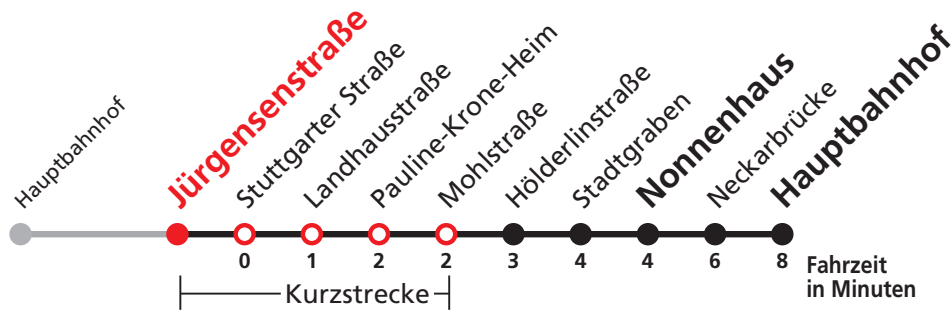 Hauptbahnhof
Jürgensenstraße
Stuttgarter Straße
Landhausstraße
Pauline-Krone-Heim
Mohlstraße
Hölderlinstraße
Stadtgraben
Nonnenhaus
Neckarbrücke
Hauptbahnhof
0 1 2 2 3 4 4 6 8 Fahrzeit
in Minuten
Kurzstrecke